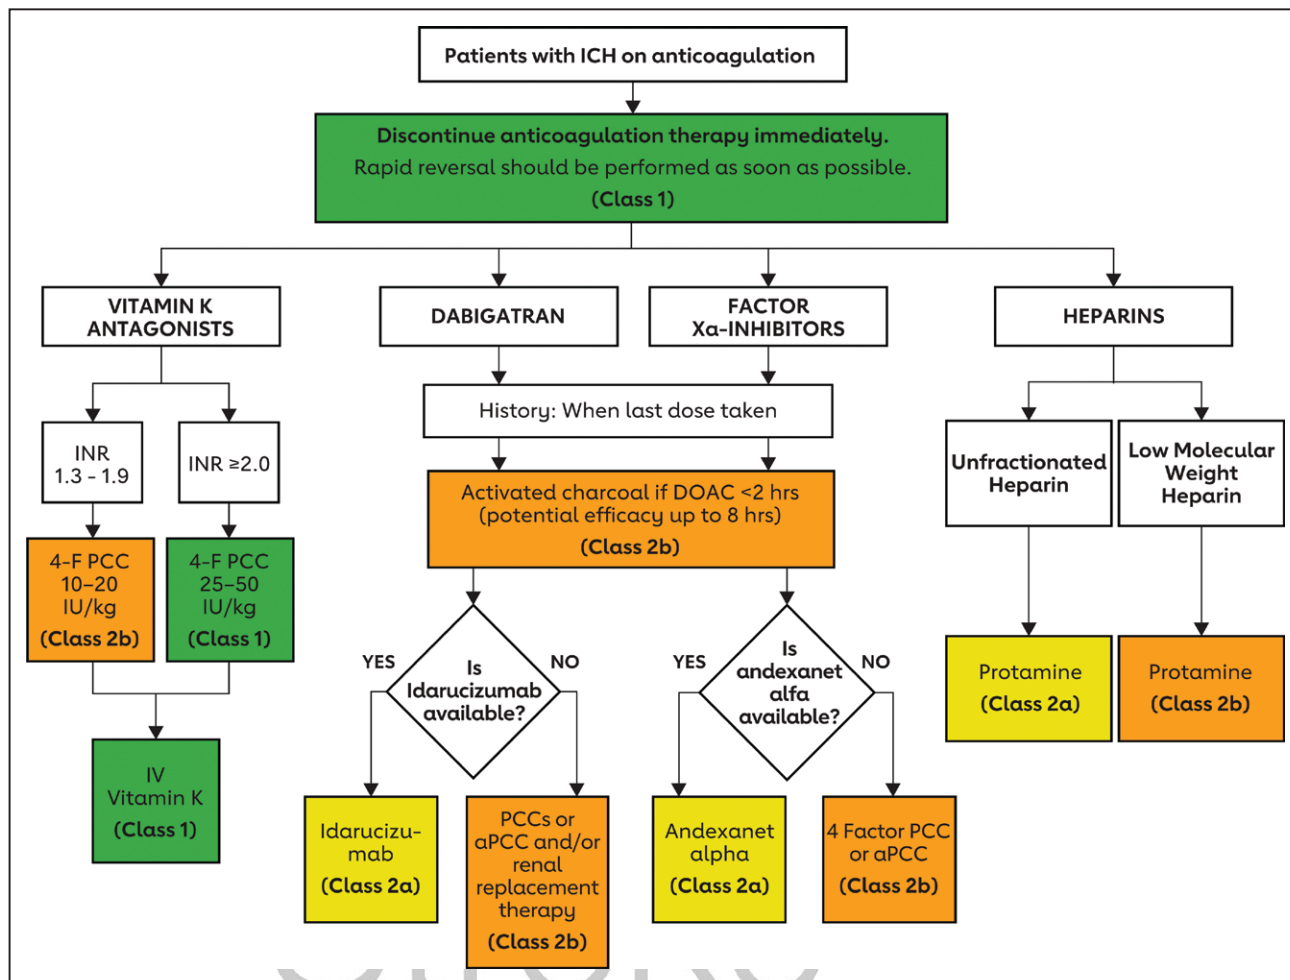 Patients with ICH on anticoagulation
Discontinue anticoagulation therapy immediately.
Rapid reversal should be performed as soon as possible.
(Class 1)
VITAMIN K
ANTAGONISTS
DABIGATRAN
FACTOR
Xa-INHIBITORS
HEPARINS
History: When last dose taken
INR
1.3 - 1.9
INR ≥2.0
Unfractionated
Heparin
Low Molecular
Weight
Heparin
Activated charcoal if DOAC <2 hrs
(potential efficacy up to 8 hrs)
(Class 2b)
4-F PCC
10–20
IU/kg
(Class 2b)
4-F PCC
25–50
IU/kg
(Class 1)
YES
Is
Idarucizumab
available?
NO
YES
Is
andexanet
alfa
available?
NO
Protamine
(Class 2a)
Protamine
(Class 2b)
IV
Vitamin K
(Class 1)
Idarucizu-
mab
(Class 2a)
PCCs or
aPCC and/or
renal
replacement
therapy
(Class 2b)
Andexanet
alpha
(Class 2a)
4 Factor PCC
or aPCC
(Class 2b)